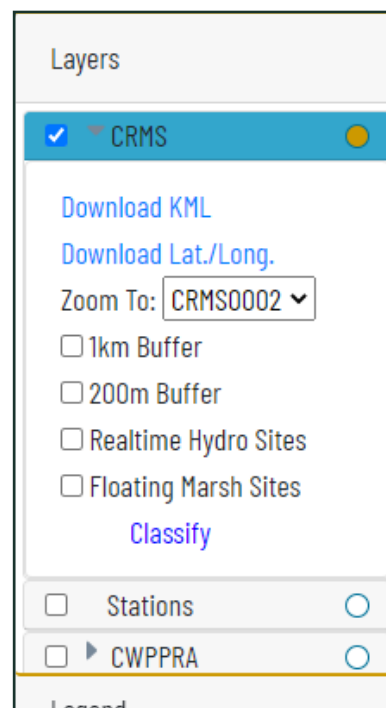 Layers
CRMS
Download KML
Download Lat./Long.
Zoom To: CRMS0002
1km Buffer
200m Buffer
Realtime Hydro Sites
Floating Marsh Sites
Classify
Stations
CWPPRA
Legend